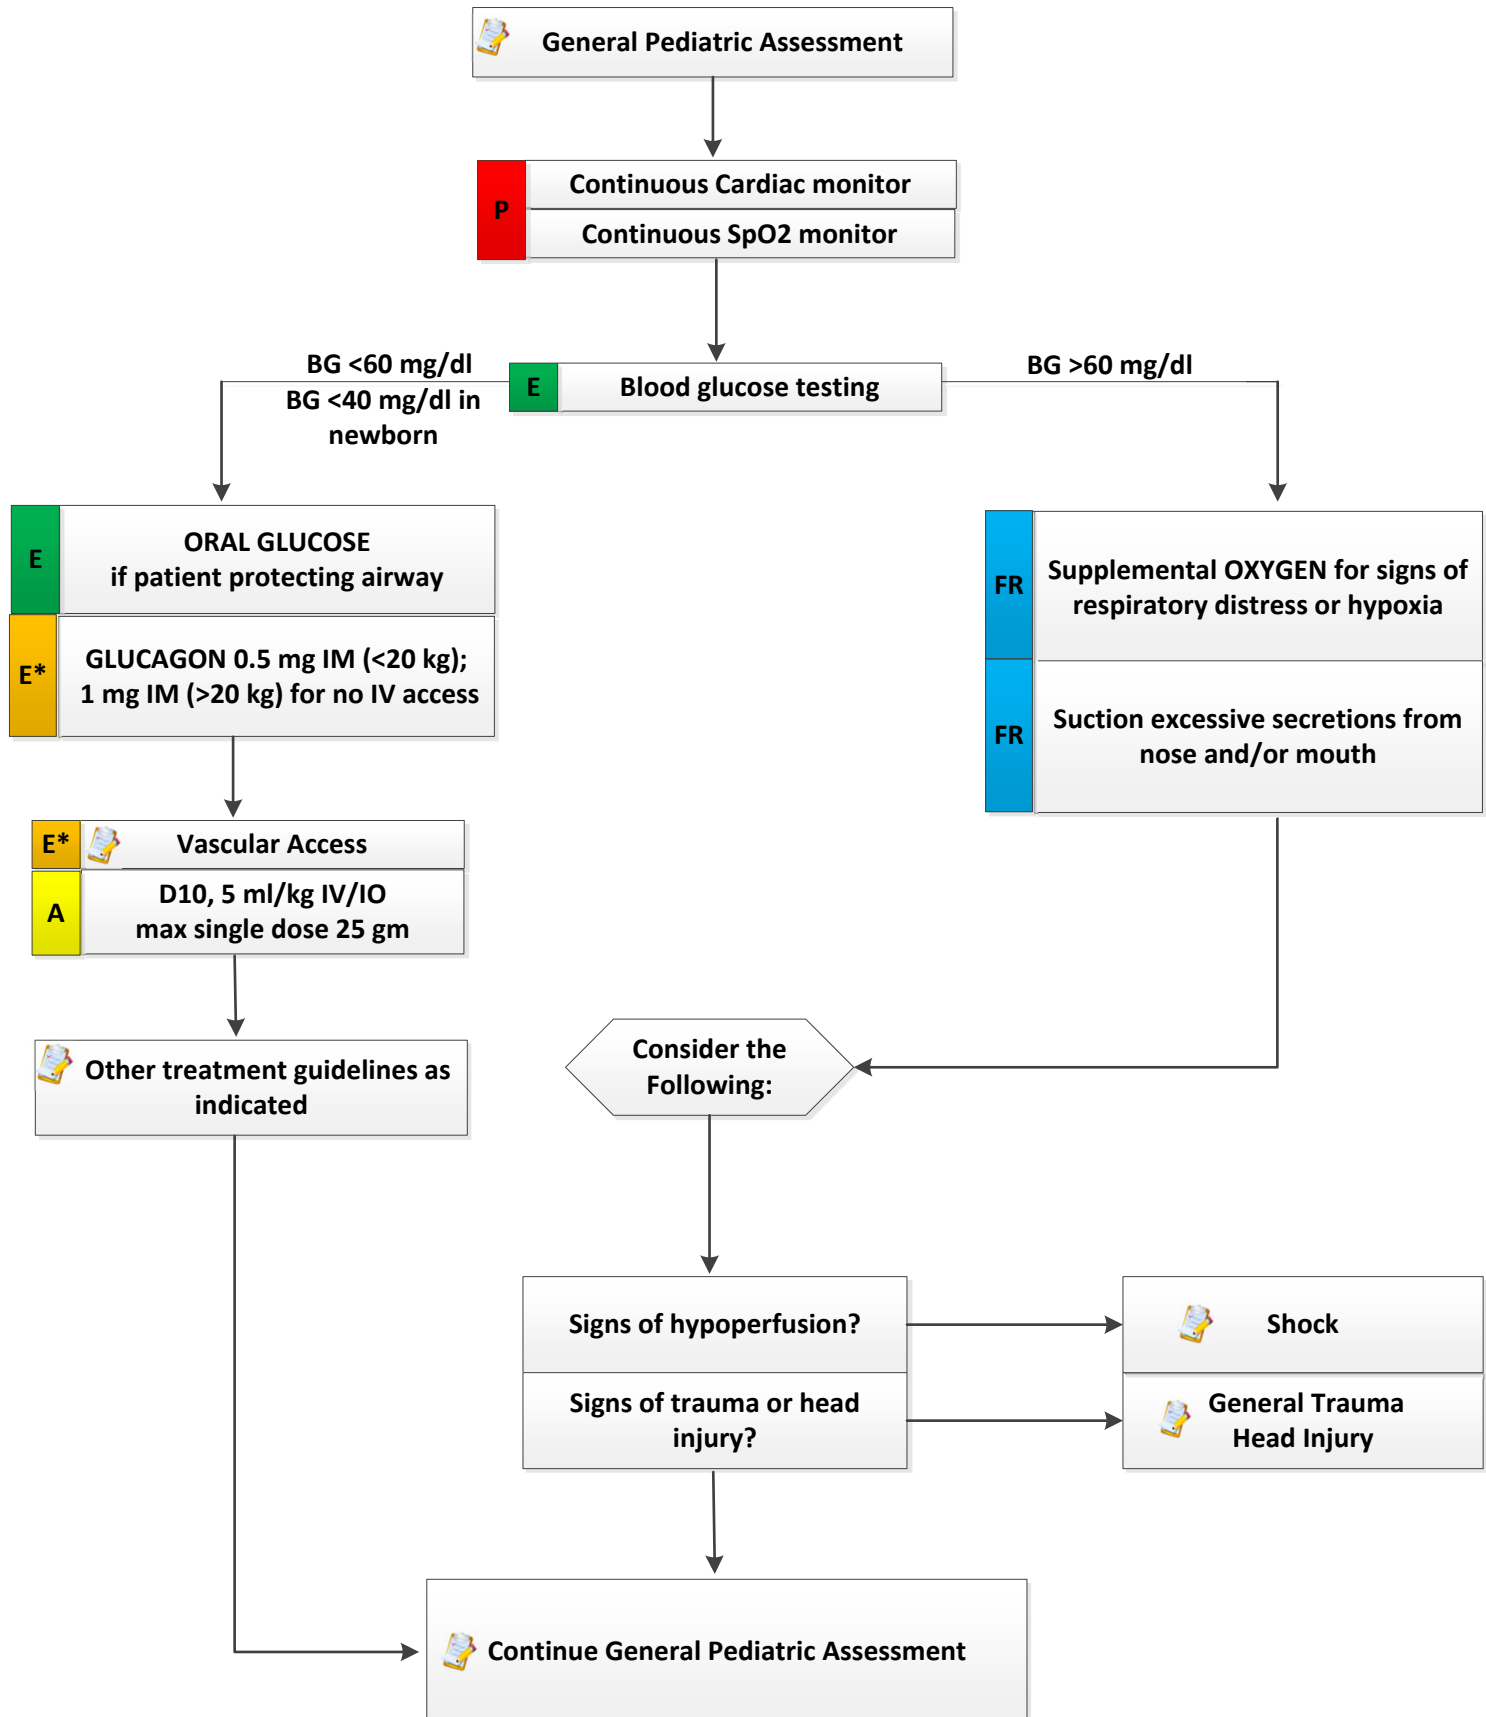 General Pediatric Assessment
P
Continuous Cardiac monitor
Continuous SpO2 monitor
BG <60 mg/dl
BG <40 mg/dl in
newborn
E
Blood glucose testing
BG >60 mg/dl
E
ORAL GLUCOSE
if patient protecting airway
E*
GLUCAGON 0.5 mg IM (<20 kg);
1 mg IM (>20 kg) for no IV access
FR
Supplemental OXYGEN for signs of
respiratory distress or hypoxia
FR
Suction excessive secretions from
nose and/or mouth
E*
Vascular Access
A
D10, 5 ml/kg IV/IO
max single dose 25 gm
Other treatment guidelines as
indicated
Consider the
Following:
Signs of hypoperfusion?
Shock
Signs of trauma or head
injury?
General Trauma
Head Injury
Continue General Pediatric Assessment